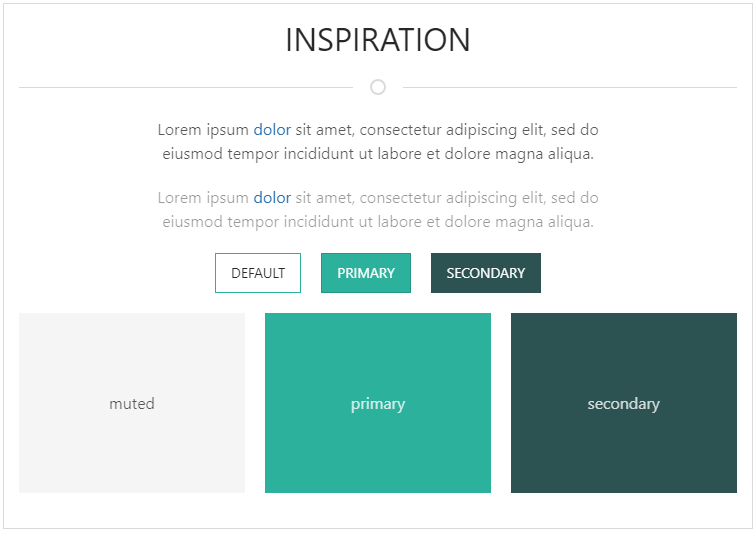 INSPIRATION
Lorem ipsum dolor sit amet, consectetur adipiscing elit, sed do
eiusmod tempor incididunt ut labore et dolore magna aliqua.
Lorem ipsum dolor sit amet, consectetur adipiscing elit, sed do
eiusmod tempor incididunt ut labore et dolore magna aliqua.
DEFAULT PRIMARY SECONDARY
muted primary secondary